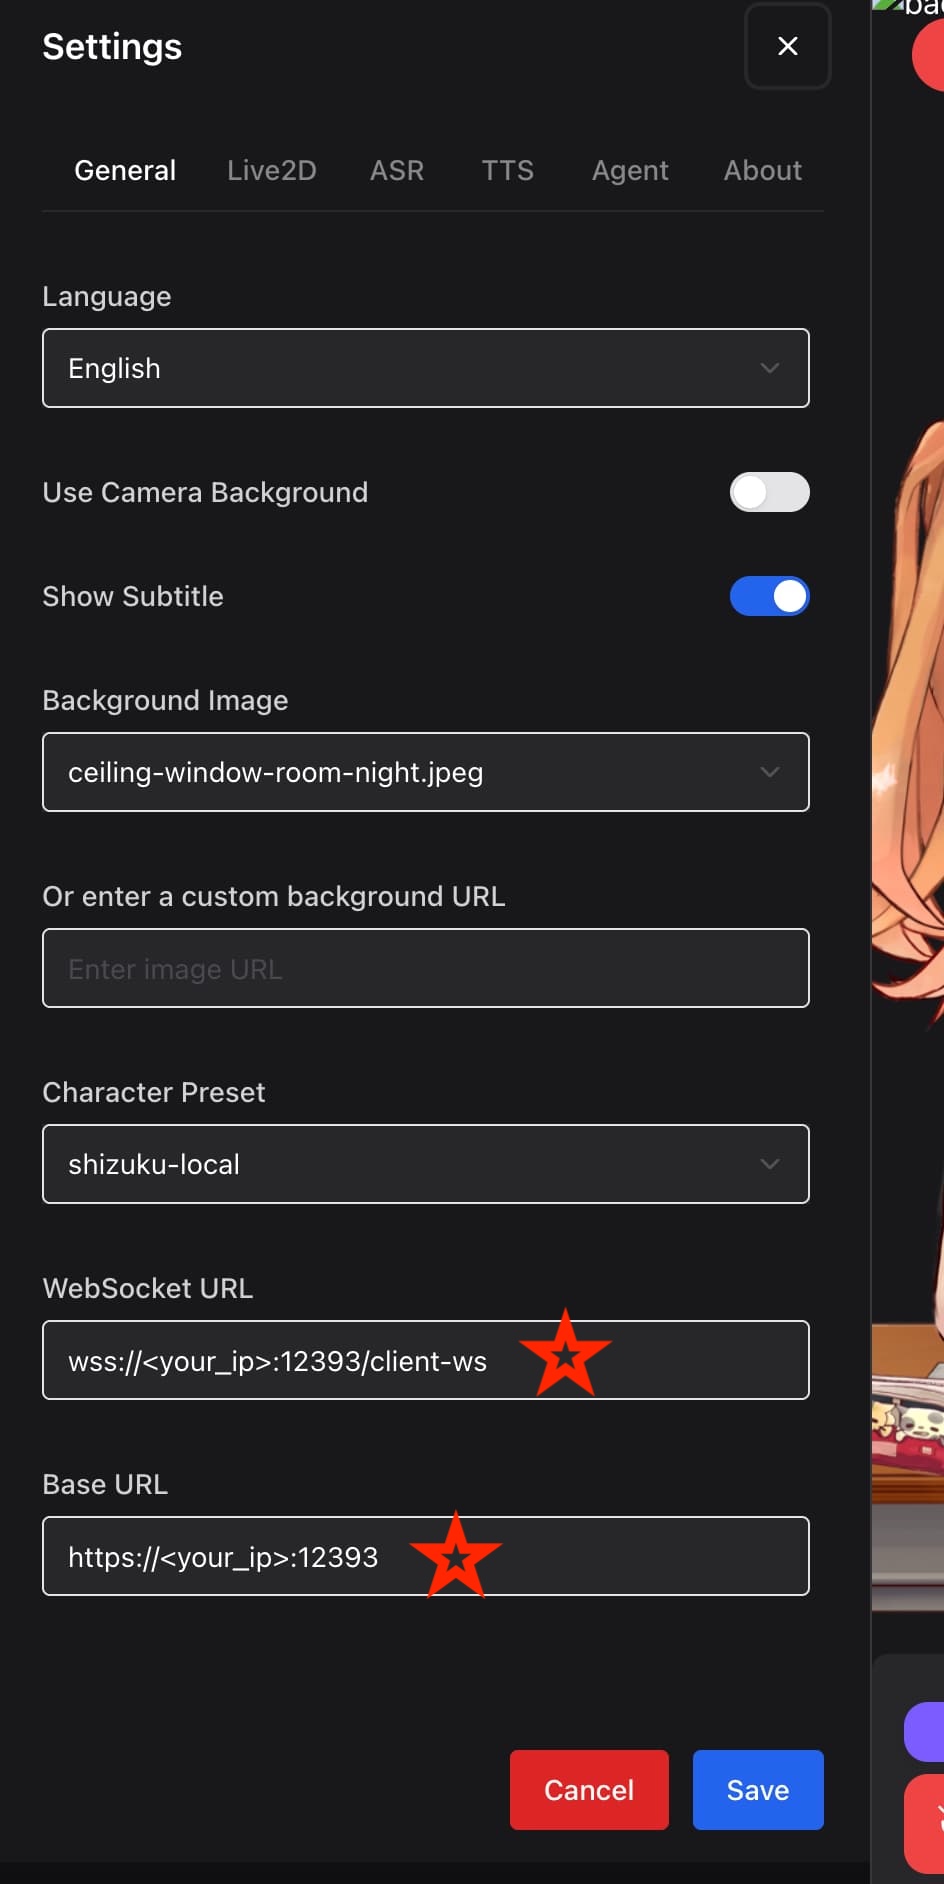 Settings
General Live2D ASR TTS Agent About
Language
English
Use Camera Background
Show Subtitle
Background Image
ceiling-window-room-night.jpeg
Or enter a custom background URL
Enter image URL
Character Preset
shizuku-local
WebSocket URL
wss://<your_ip>:12393/client-ws
Base URL
https://<your_ip>:12393
Cancel Save